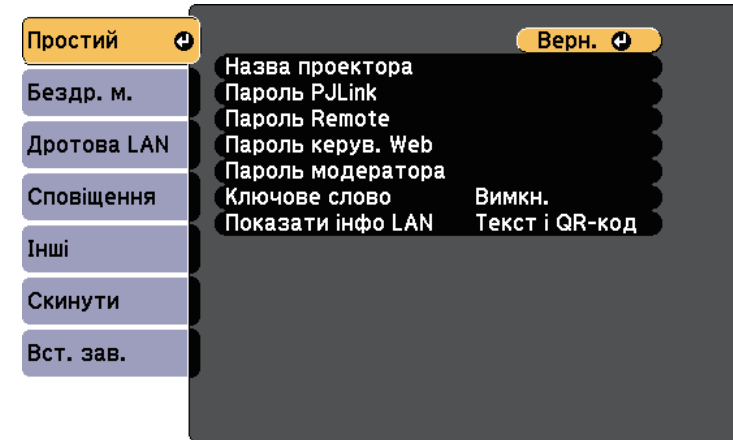 Простий
Бездр. м.
Дротова LAN
Сповіщення
Інші
Скинути
Вст. зав.
Верн.
Назва проектора
Пароль PJLink
Пароль Remote
Пароль керув. Web
Пароль модератора
Ключове слово Вимкн.
Показати інфо LAN Текст і QR-код